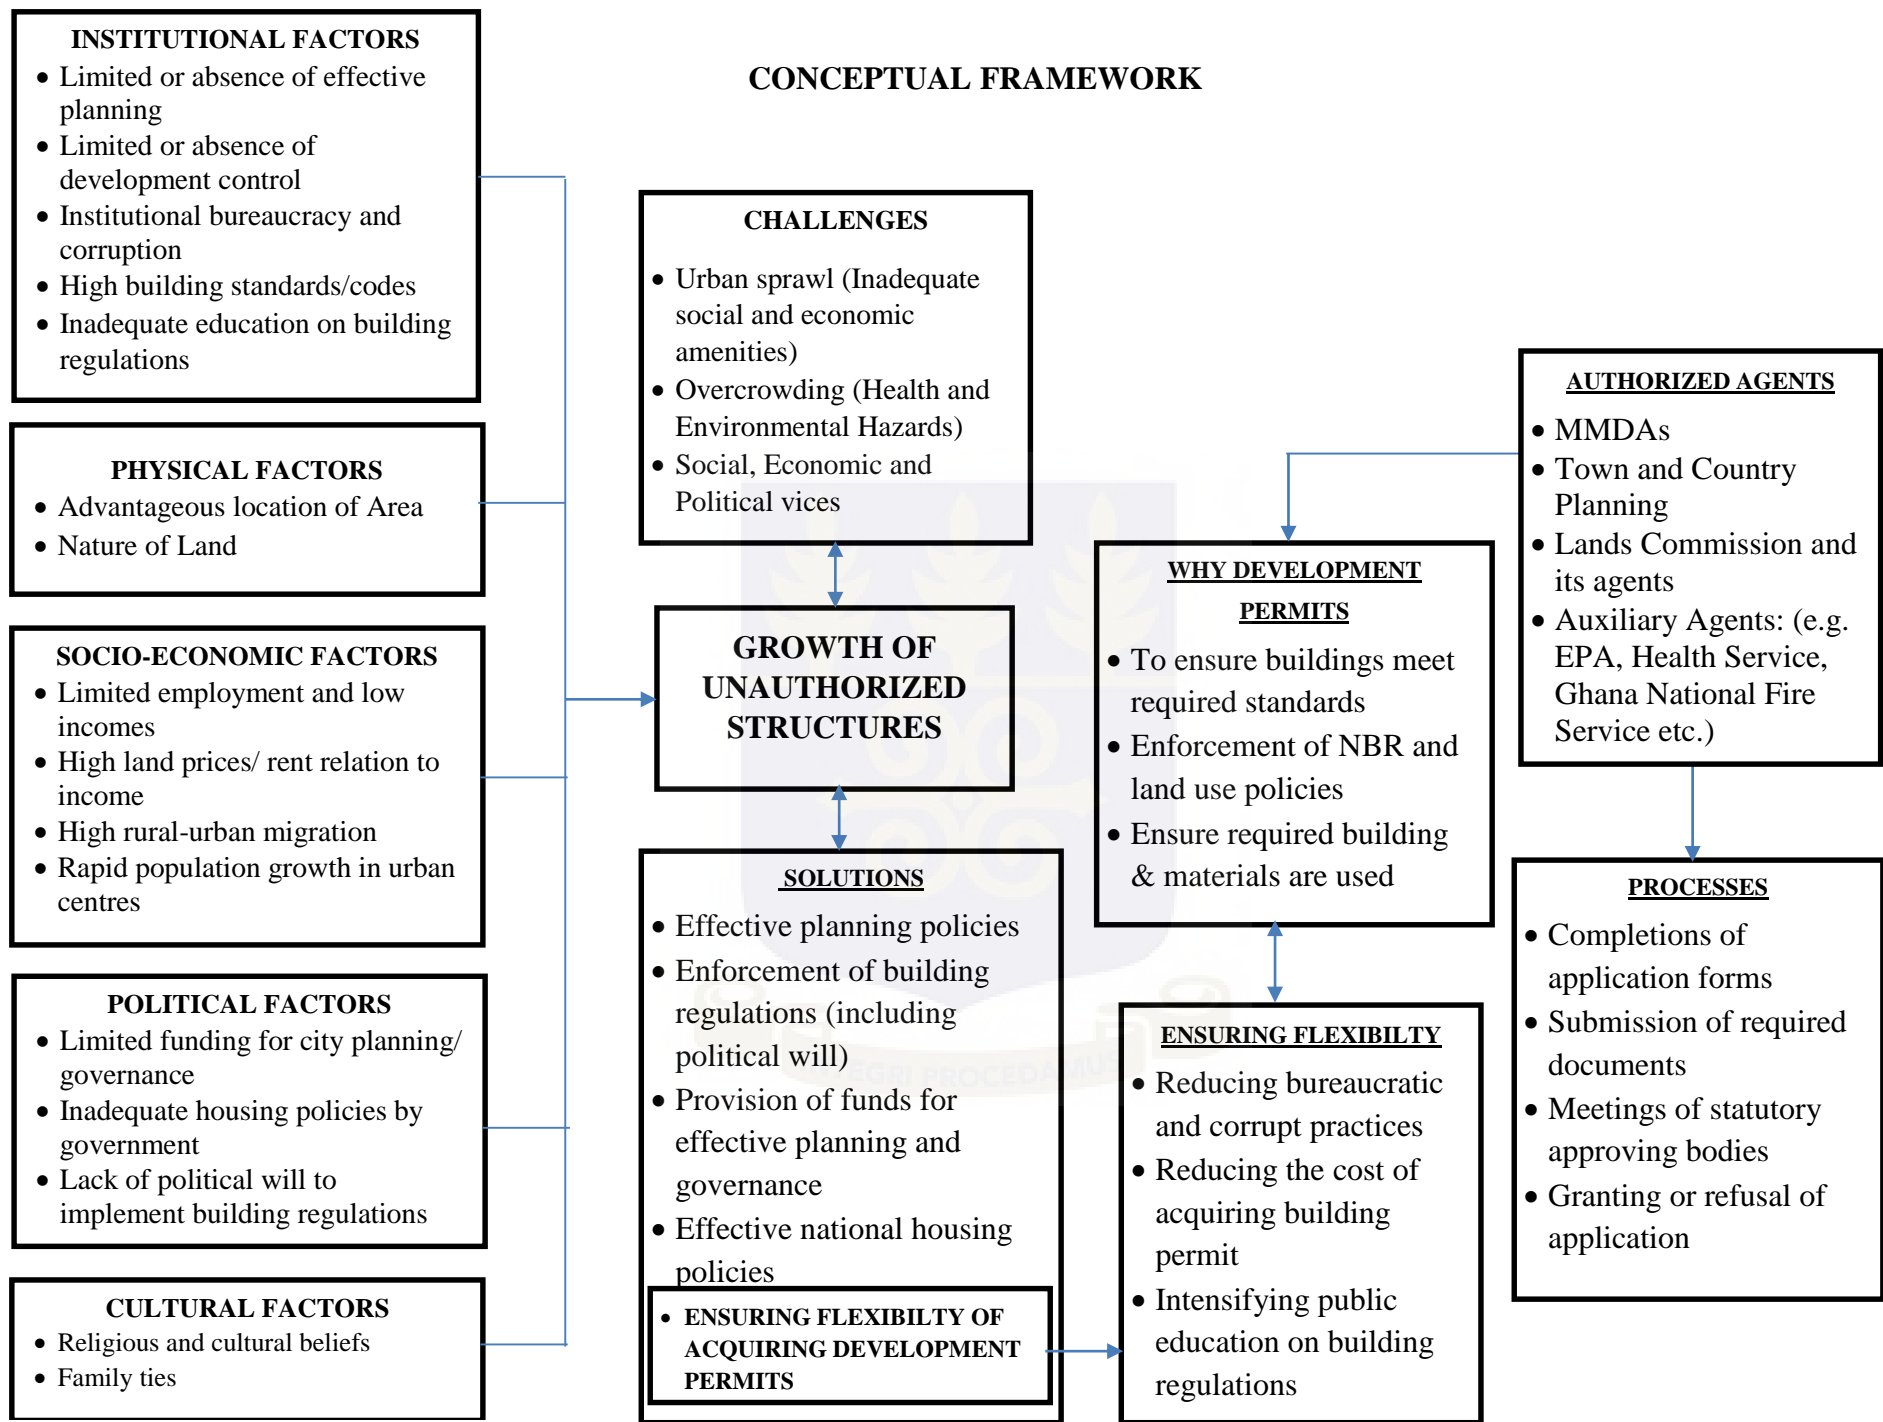 INSTITUTIONAL FACTORS
• Limited or absence of effective
planning
• Limited or absence of
development control
• Institutional bureaucracy and
corruption
• High building standards/codes
• Inadequate education on building
regulations
PHYSICAL FACTORS
• Advantageous location of Area
• Nature of Land
SOCIO-ECONOMIC FACTORS
• Limited employment and low
incomes
• High land prices/ rent relation to
income
• High rural-urban migration
• Rapid population growth in urban
centres
POLITICAL FACTORS
• Limited funding for city planning/
governance
• Inadequate housing policies by
government
• Lack of political will to
implement building regulations
CULTURAL FACTORS
• Religious and cultural beliefs
• Family ties
CONCEPTUAL FRAMEWORK
CHALLENGES
• Urban sprawl (Inadequate
social and economic
amenities)
• Overcrowding (Health and
Environmental Hazards)
• Social, Economic and
Political vices
GROWTH OF
UNAUTHORIZED
STRUCTURES
SOLUTIONS
• Effective planning policies
• Enforcement of building
regulations (including
political will)
• Provision of funds for
effective planning and
governance
• Effective national housing
policies
• ENSURING FLEXIBILTY OF
ACQUIRING DEVELOPMENT
PERMITS
WHY DEVELOPMENT
PERMITS
• To ensure buildings meet
required standards
• Enforcement of NBR and
land use policies
• Ensure required building
& materials are used
ENSURING FLEXIBILTY
• Reducing bureaucratic
and corrupt practices
• Reducing the cost of
acquiring building
permit
• Intensifying public
education on building
regulations
AUTHORIZED AGENTS
• MMDAs
• Town and Country
Planning
• Lands Commission and
its agents
• Auxiliary Agents: (e.g.
EPA, Health Service,
Ghana National Fire
Service etc.)
PROCESSES
• Completions of
application forms
• Submission of required
documents
• Meetings of statutory
approving bodies
• Granting or refusal of
application
PROCEDAMUS